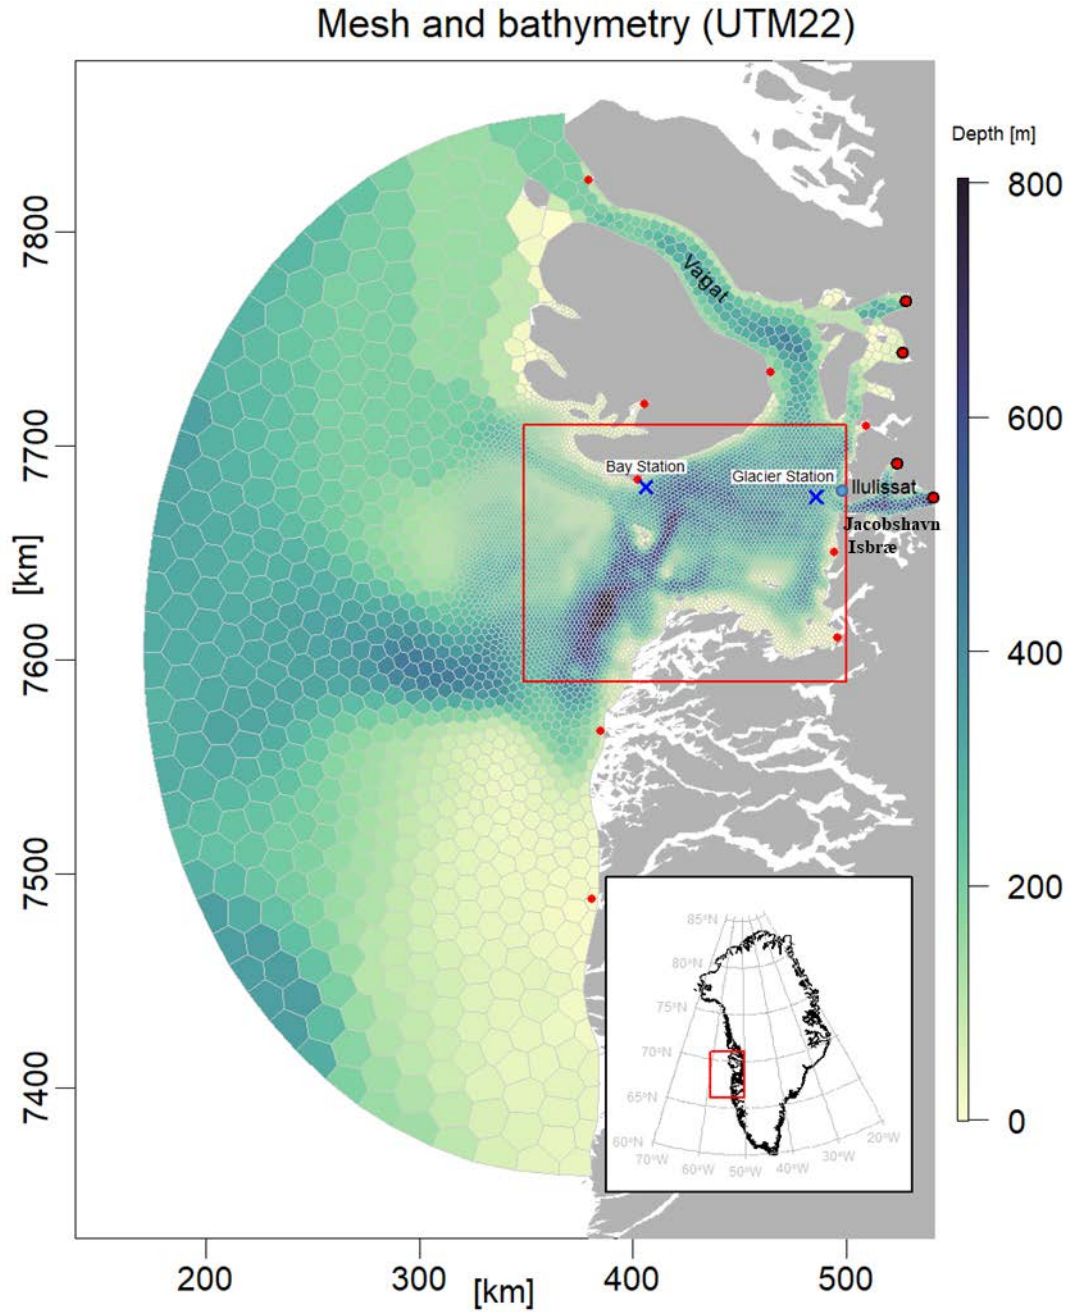 Mesh and bathymetry (UTM22)
Depth [m]
800
600
400
200
0
7800
7700
7600
7500
7400
[km]
Vaigat
Bay Station
Glacier Station
Ilulissat
Jacobshavn
Isbræ
85°N
80°N
75°N
70°N
65°N
60°N
70°W
60°W
50°W
40°W
30°W
20°W
200
300
400
500
[km]